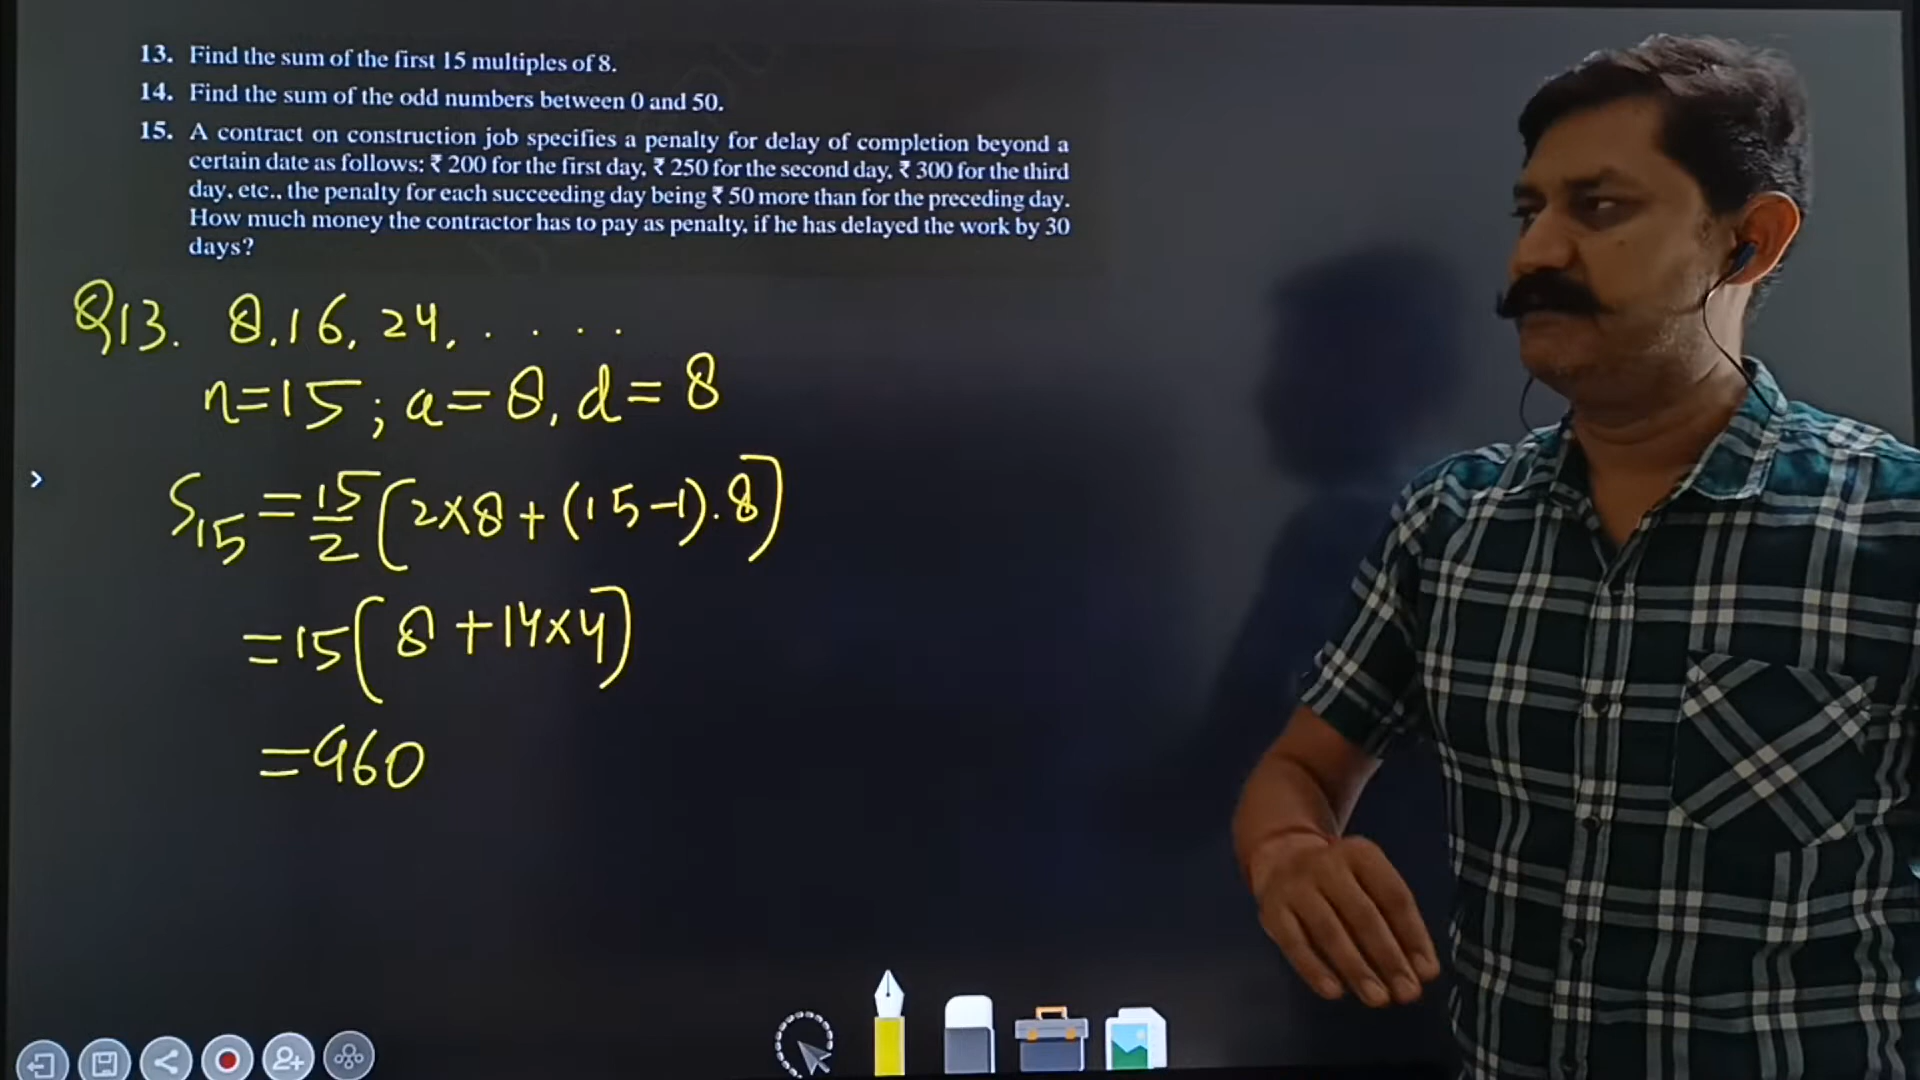 13. Find the sum of the first 15 multiples of 8.
14. Find the sum of the odd numbers between 0 and 50.
15. A contract on construction job specifies a penalty for delay of completion beyond a
certain date as follows: ₹ 200 for the first day, ₹ 250 for the second day, ₹ 300 for the third
day, etc., the penalty for each succeeding day being ₹ 50 more than for the preceding day.
How much money the contractor has to pay as penalty, if he has delayed the work by 30
days?
Q13. 8, 16, 24, . . . .
n=15; a=8, d=8
S15 = 15/2 [2×8+(15-1).8]
=15[8+14×4]
=960